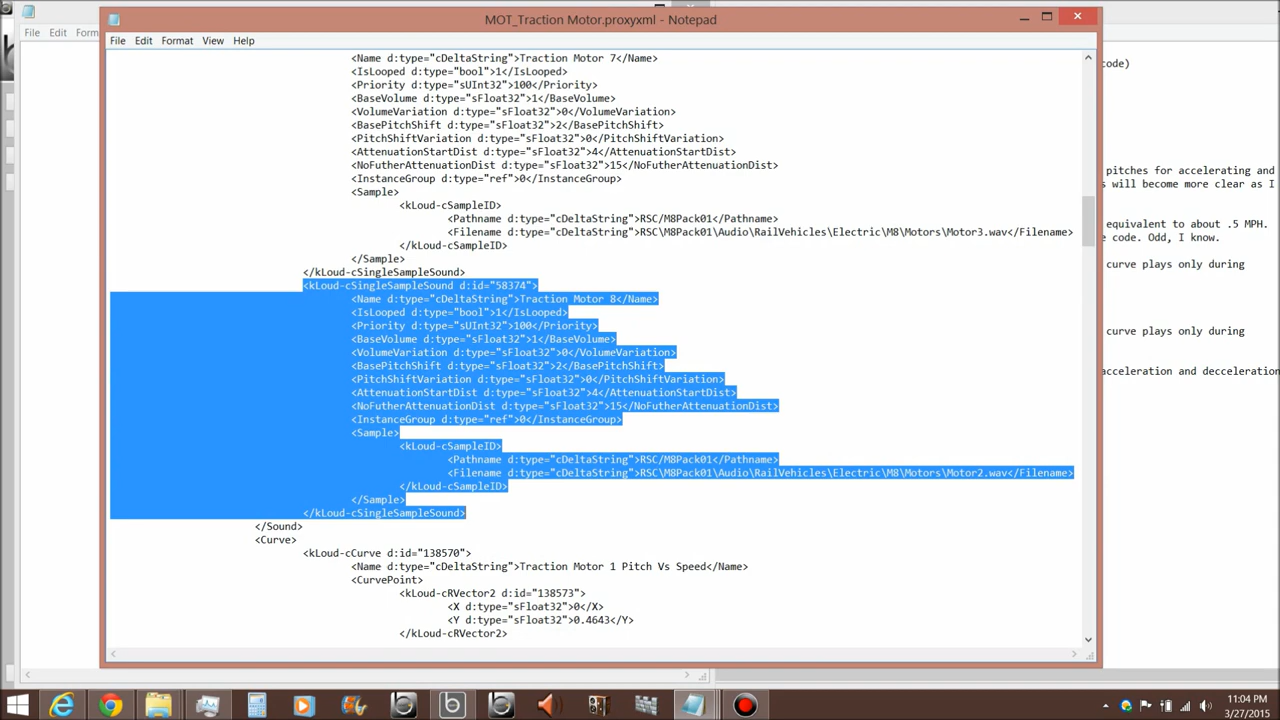 MOT_Traction Motor.proxyxml - Notepad
File Edit Form
File Edit Format View Help
<Name d:type="cDeltaString">Traction Motor 7</Name>
<IsLooped d:type="bool">1</IsLooped>
<Priority d:type="sUInt32">100</Priority>
<BaseVolume d:type="sFloat32">1</BaseVolume>
<VolumeVariation d:type="sFloat32">0</VolumeVariation>
<BasePitchShift d:type="sFloat32">2</BasePitchShift>
<PitchShiftVariation d:type="sFloat32">0</PitchShiftVariation>
<AttenuationStartDist d:type="sFloat32">4</AttenuationStartDist>
<NoFutherAttenuationDist d:type="sFloat32">15</NoFutherAttenuationDist>
<InstanceGroup d:type="ref">0</InstanceGroup>
<Sample>
<kLoud-cSampleID>
<Pathname d:type="cDeltaString">RSC/M8Pack01</Pathname>
<Filename d:type="cDeltaString">RSC\M8Pack01\Audio\RailVehicles\Electric\M8\Motors\Motor3.wav</Filename>
</kLoud-cSampleID>
</Sample>
</kLoud-cSingleSampleSound>
<kLoud-cSingleSampleSound d:id="58374">
<Name d:type="cDeltaString">Traction Motor 8</Name>
<IsLooped d:type="bool">1</IsLooped>
<Priority d:type="sUInt32">100</Priority>
<BaseVolume d:type="sFloat32">1</BaseVolume>
<VolumeVariation d:type="sFloat32">0</VolumeVariation>
<BasePitchShift d:type="sFloat32">2</BasePitchShift>
<PitchShiftVariation d:type="sFloat32">0</PitchShiftVariation>
<AttenuationStartDist d:type="sFloat32">4</AttenuationStartDist>
<NoFutherAttenuationDist d:type="sFloat32">15</NoFutherAttenuationDist>
<InstanceGroup d:type="ref">0</InstanceGroup>
<Sample>
<kLoud-cSampleID>
<Pathname d:type="cDeltaString">RSC/M8Pack01</Pathname>
<Filename d:type="cDeltaString">RSC\M8Pack01\Audio\RailVehicles\Electric\M8\Motors\Motor2.wav</Filename>
</kLoud-cSampleID>
</Sample>
</kLoud-cSingleSampleSound>
</Sound>
<Curve>
<kLoud-cCurve d:id="138570">
<Name d:type="cDeltaString">Traction Motor 1 Pitch Vs Speed</Name>
<CurvePoint>
<kLoud-cRVector2 d:id="138573">
<X d:type="sFloat32">0</X>
<Y d:type="sFloat32">0.4643</Y>
</kLoud-cRVector2>
code)
pitches for accelerating and
s will become more clear as I
equivalent to about .5 MPH.
e code. Odd, I know.
curve plays only during
curve plays only during
acceleration and decceleration
11:04 PM
3/27/2015